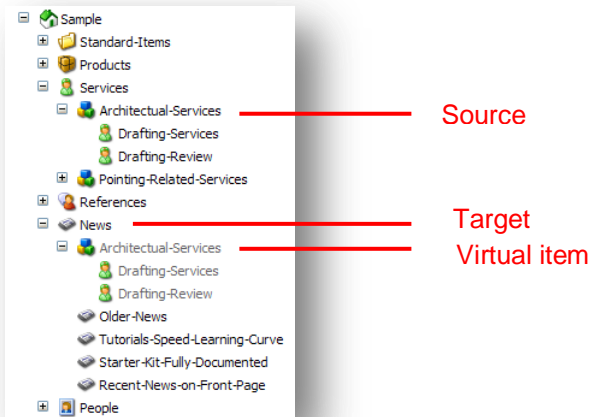 Sample
Standard-Items
Products
Services
Architectual-Services
Source
Drafting-Services
Drafting-Review
Pointing-Related-Services
References
News
Target
Architectual-Services
Virtual item
Drafting-Services
Drafting-Review
Older-News
Tutorials-Speed-Learning-Curve
Starter-Kit-Fully-Documented
Recent-News-on-Front-Page
People